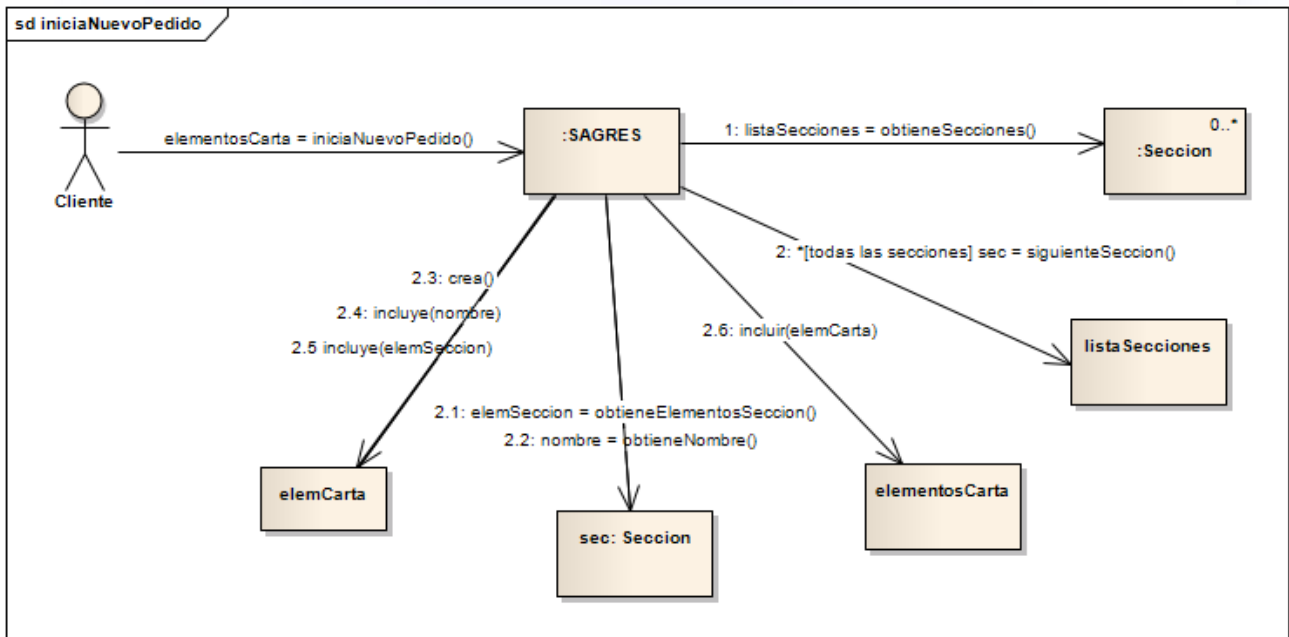 sd iniciaNuevoPedido
elementosCarta = iniciaNuevoPedido()
:SAGRES
1: listaSecciones = obtieneSecciones()
0..*
:Seccion
Cliente
2: *[todas las secciones] sec = siguienteSeccion()
2.3: crea()
2.4: incluye(nombre)
2.5 incluye(elemSeccion)
2.6: incluir(elemCarta)
listaSecciones
2.1: elemSeccion = obtieneElementosSeccion()
2.2: nombre = obtieneNombre()
elemCarta
elementosCarta
sec: Seccion